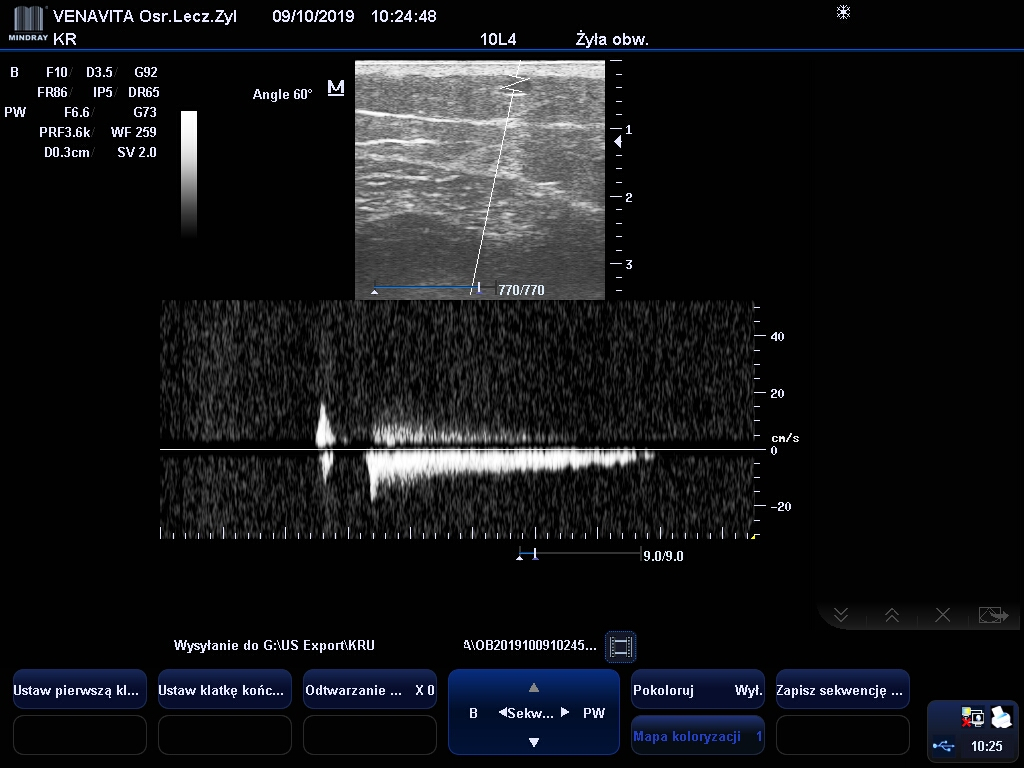 VENAVITA Osr.Lecz.Zyl 09/10/2019 10:24:48
MINDRAY KR 10L4 Żyła obw.
B F10/ D3.5/ G92
FR86/ IP5/ DR65
PW F6.6/ G73
PRF3.6k/ WF 259
D0.3cm/ SV 2.0
Angle 60°
M
1
2
3
770/770
40
20
cm/s
0
-20
9.0/9.0
Wysyłanie do G:\US Export\KRU A\OB2019100910245...
Ustaw pierwszą kl... Ustaw klatkę końc... Odtwarzanie ... X 0
B Sekw... PW
Pokoloruj Wył. Zapisz sekwencję ...
Mapa koloryzacji 1
10:25